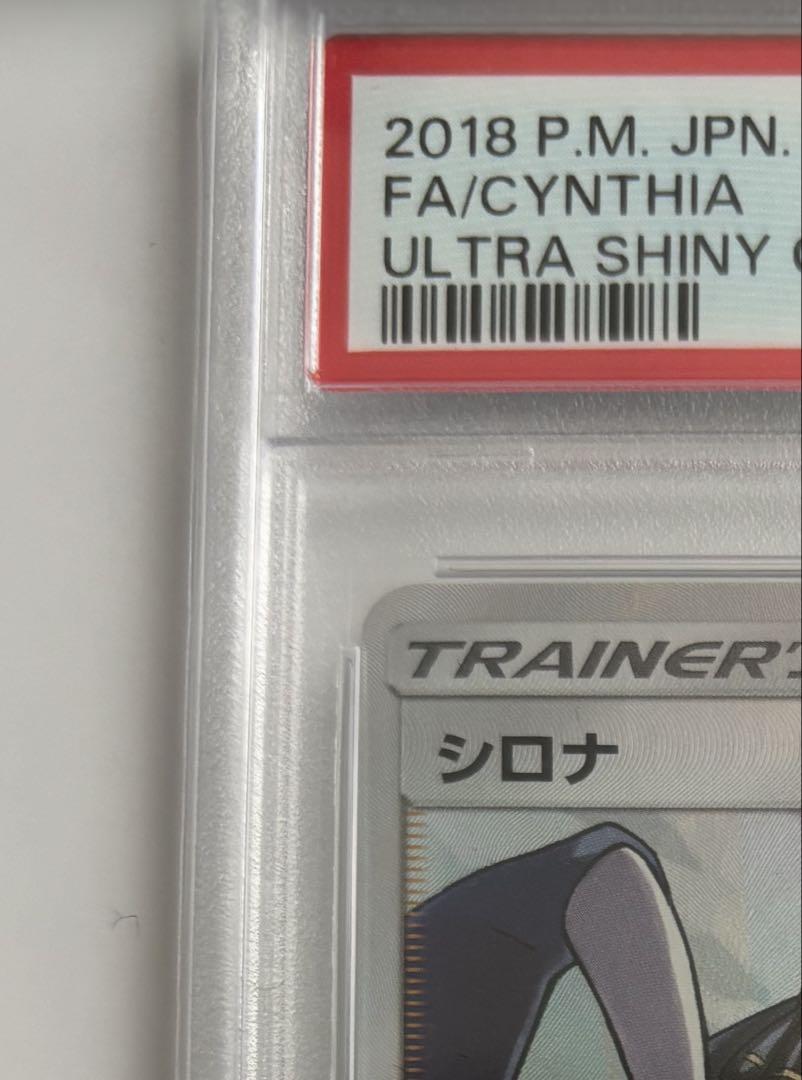 2018 P.M. JPN.
FA/CYNTHIA
ULTRA SHINY
TRAINER'
シロナ